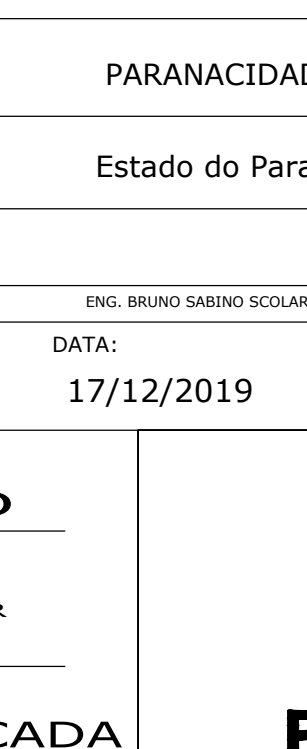 PARANACIDAD
Estado do Para
ENG. BRUNO SABINO SCOLAR
DATA:
17/12/2019
CADA